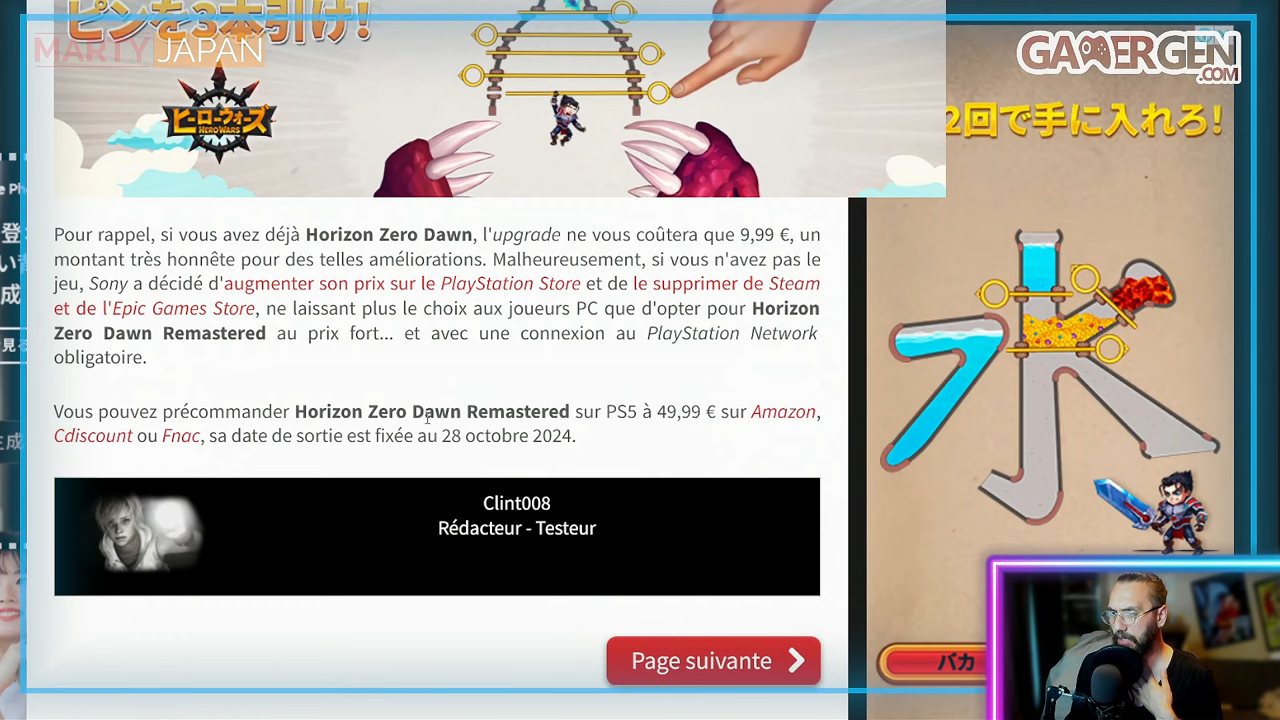 ピンを3本引け!
MARTY JAPAN
GAMERGEN
.COM
ヒーローウォーズ
HERO WARS
2回で手に入れろ!
Pour rappel, si vous avez déjà Horizon Zero Dawn, l'upgrade ne vous coûtera que 9,99 €, un
montant très honnête pour des telles améliorations. Malheureusement, si vous n'avez pas le
jeu, Sony a décidé d'augmenter son prix sur le PlayStation Store et de le supprimer de Steam
et de l'Epic Games Store, ne laissant plus le choix aux joueurs PC que d'opter pour Horizon
Zero Dawn Remastered au prix fort... et avec une connexion au PlayStation Network
obligatoire.
Vous pouvez précommander Horizon Zero Dawn Remastered sur PS5 à 49,99 € sur Amazon,
Cdiscount ou Fnac, sa date de sortie est fixée au 28 octobre 2024.
Clint008
Rédacteur - Testeur
Page suivante
バカ